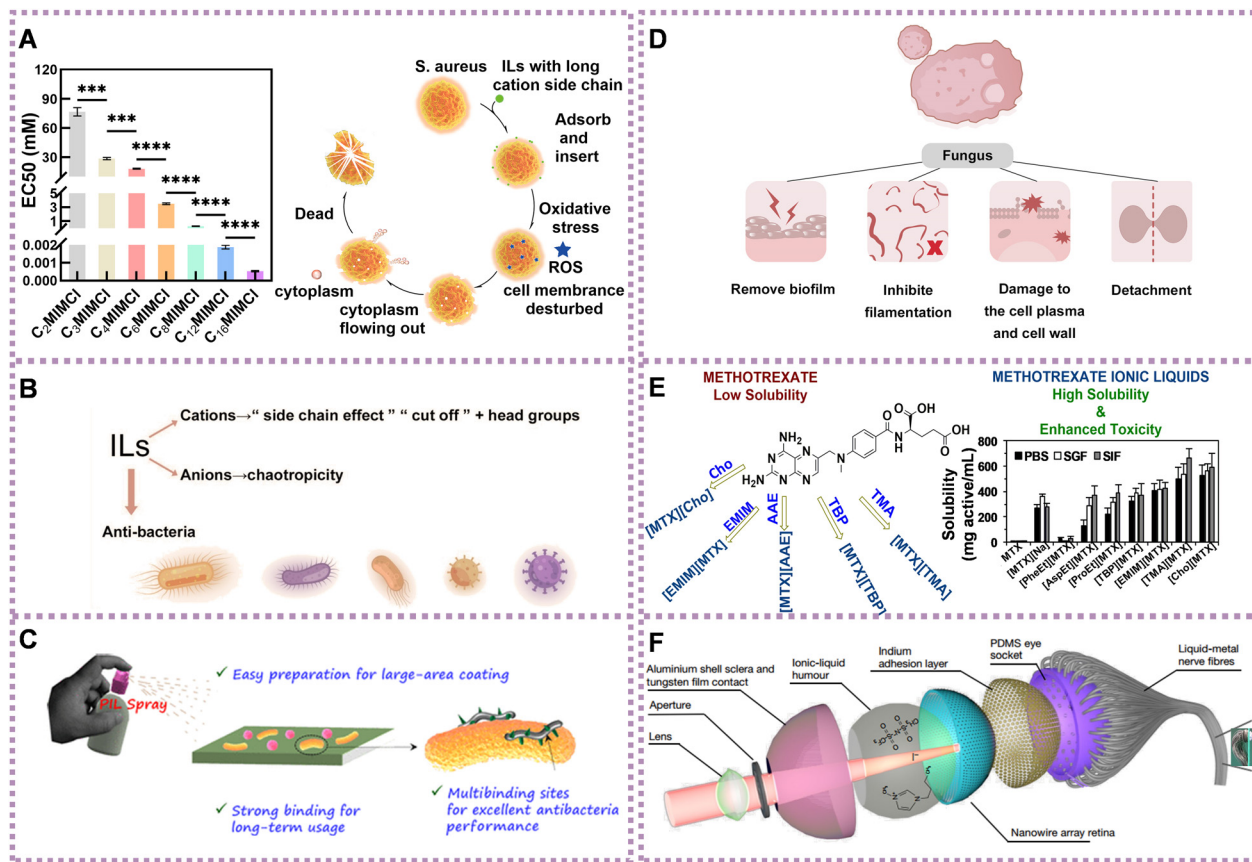 A
120
90
60
30
5
3
1
0.002
0.001
0.000
EC50 (mM)
***
***
****
****
****
****
C2MIMCl
C3MIMCl
C4MIMCl
C6MIMCl
C8MIMCl
C12MIMCl
C16MIMCl
S. aureus
ILs with long
cation side chain
Adsorb
and
insert
Oxidative
stress
ROS
cell membrance
desturbed
cytoplasm
flowing out
cytoplasm
Dead
B
ILs
Cations→“ side chain effect ” “ cut off ” + head groups
Anions→chaotropicity
Anti-bacteria
C
PIL Spray
✓ Easy preparation for large-area coating
✓ Strong binding for
long-term usage
✓ Multibinding sites
for excellent antibacteria
performance
D
Fungus
Remove biofilm
Inhibite
filamentation
Damage to
the cell plasma
and cell wall
Detachment
E
METHOTREXATE
Low Solubility
NH2
H2N
N
N
N
N
N
O
N
H
O
OH
O
OH
Cho
EMIM
AAE
TBP
TMA
[MTX][Cho]
[EMIM][MTX]
[MTX][AAE]
[MTX][TBP]
[MTX][TMA]
METHOTREXATE IONIC LIQUIDS
High Solubility
&
Enhanced Toxicity
Solubility
(mg active/mL)
800
600
400
200
0
PBS SGF SIF
MTX
[MTX][Na]
[PheEt][MTX]
[AspEt][MTX]
[ProEt][MTX]
[TBP][MTX]
[EMIM][MTX]
[TMA][MTX]
[Cho][MTX]
F
Aluminium shell sclera and
tungsten film contact
Aperture
Lens
Ionic-liquid
humour
Indium
adhesion layer
PDMS eye
socket
Liquid-metal
nerve fibres
I–
Nanowire array retina